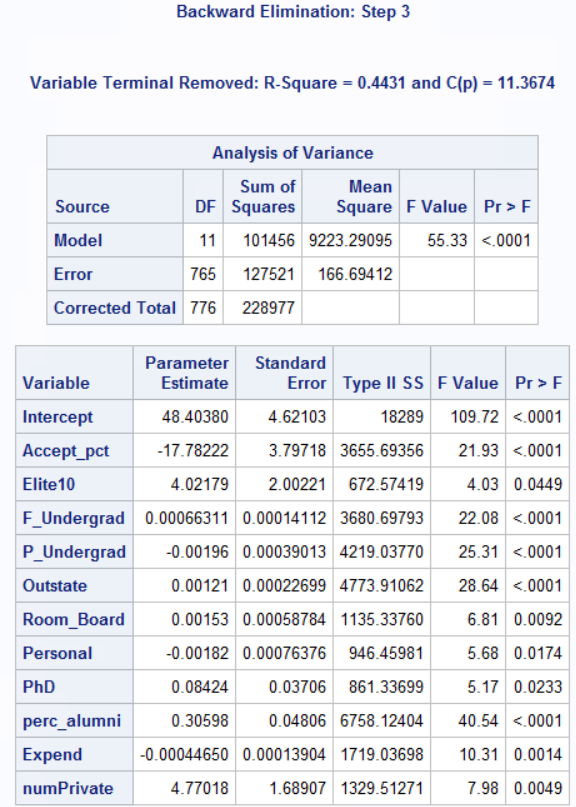 Backward Elimination: Step 3
Variable Terminal Removed: R-Square = 0.4431 and C(p) = 11.3674
Analysis of Variance
Source DF Sum of Squares Mean Square F Value Pr > F
Model 11 101456 9223.29095 55.33 <.0001
Error 765 127521 166.69412
Corrected Total 776 228977
Variable Parameter Estimate Standard Error Type II SS F Value Pr > F
Intercept 48.40380 4.62103 18289 109.72 <.0001
Accept_pct -17.78222 3.79718 3655.69356 21.93 <.0001
Elite10 4.02179 2.00221 672.57419 4.03 0.0449
F_Undergrad 0.00066311 0.00014112 3680.69793 22.08 <.0001
P_Undergrad -0.00196 0.00039013 4219.03770 25.31 <.0001
Outstate 0.00121 0.00022699 4773.91062 28.64 <.0001
Room_Board 0.00153 0.00058784 1135.33760 6.81 0.0092
Personal -0.00182 0.00076376 946.45981 5.68 0.0174
PhD 0.08424 0.03706 861.33699 5.17 0.0233
perc_alumni 0.30598 0.04806 6758.12404 40.54 <.0001
Expend -0.00044650 0.00013904 1719.03698 10.31 0.0014
numPrivate 4.77018 1.68907 1329.51271 7.98 0.0049